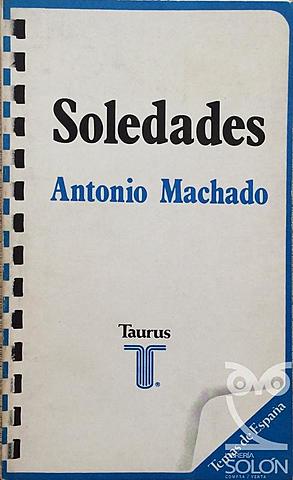 Soledades
Antonio Machado
Taurus
®
Temas de España
LIBRERÍA
SOLÓN
COMPRA / VENTA